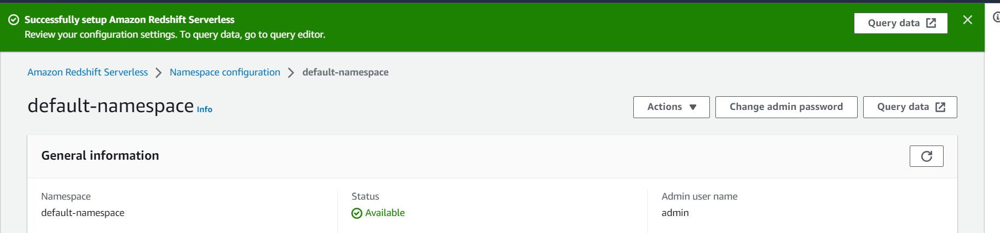 Successfully setup Amazon Redshift Serverless
Review your configuration settings. To query data, go to query editor.
Query data
Amazon Redshift Serverless
Namespace configuration
default-namespace
default-namespace Info
Actions
Change admin password
Query data
General information
Namespace
default-namespace
Status
Available
Admin user name
admin